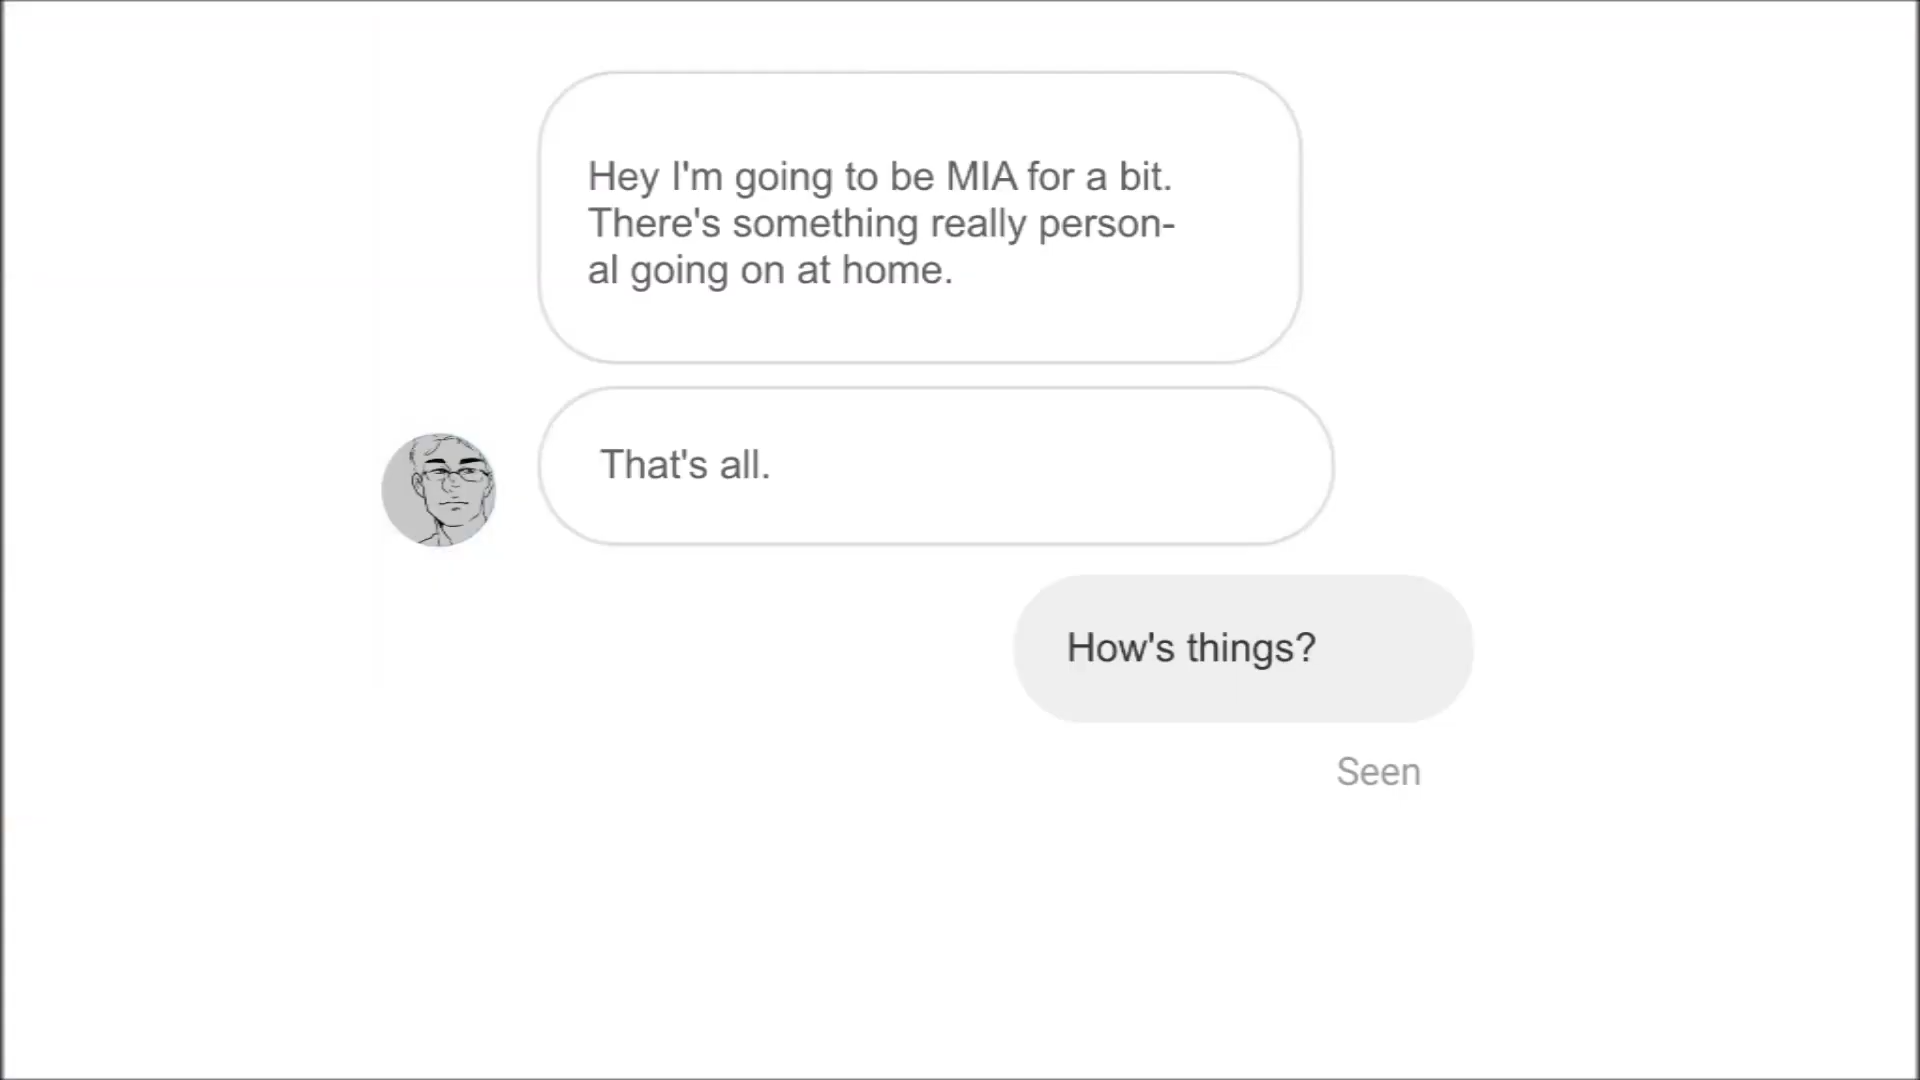 Hey I'm going to be MIA for a bit.
There's something really person-
al going on at home.
That's all.
How's things?
Seen